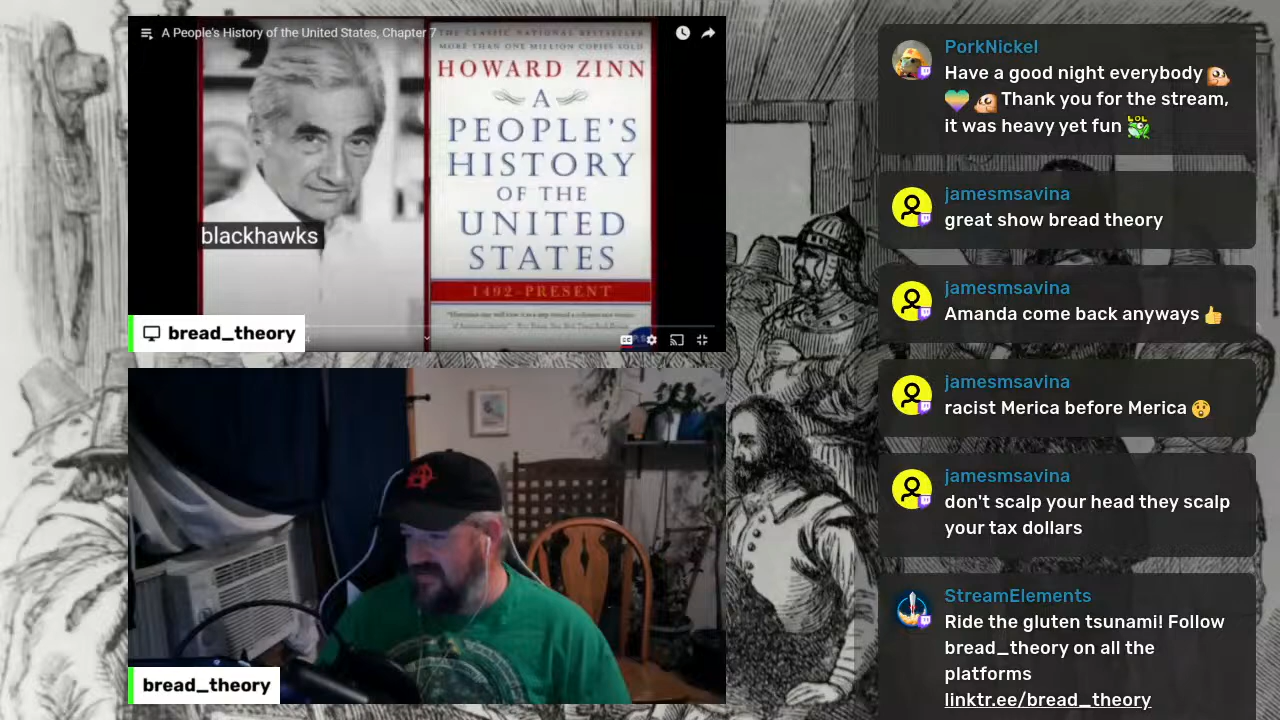 A People's History of the United States, Chapter 7
THE CLASSIC NATIONAL BESTSELLER
MORE THAN ONE MILLION COPIES SOLD
HOWARD ZINN
A
PEOPLE'S
HISTORY
OF THE
UNITED
STATES
1492–PRESENT
blackhawks
CC
bread_theory
bread_theory
PorkNickel
Have a good night everybody
Thank you for the stream,
it was heavy yet fun
LOL
jamesmsavina
great show bread theory
jamesmsavina
Amanda come back anyways 👍
jamesmsavina
racist Merica before Merica 😲
jamesmsavina
don't scalp your head they scalp
your tax dollars
StreamElements
Ride the gluten tsunami! Follow
bread_theory on all the
platforms
linktr.ee/bread_theory